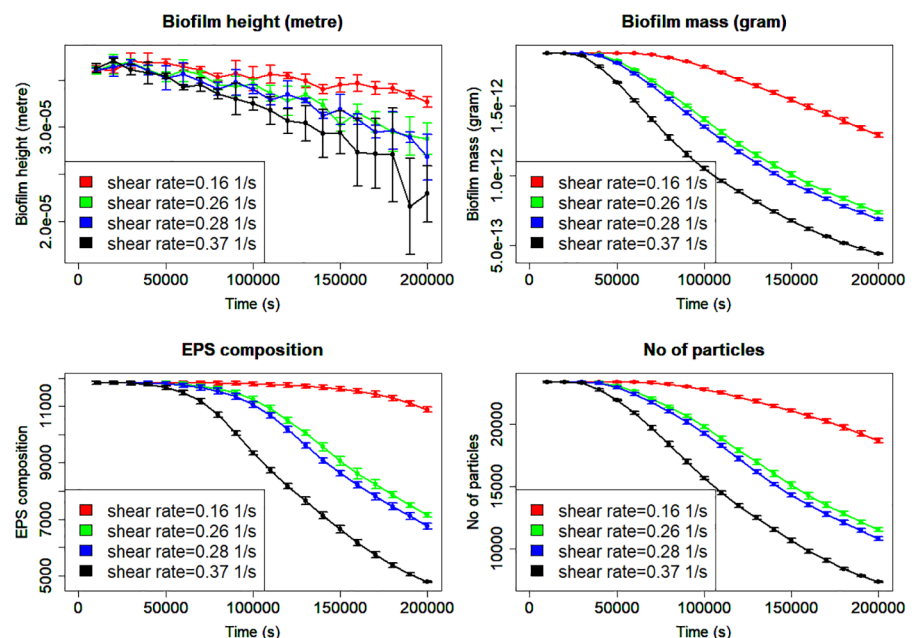 Biofilm height (metre)
Biofilm height (metre)
3.0e-05
2.0e-05
shear rate=0.16 1/s
shear rate=0.26 1/s
shear rate=0.28 1/s
shear rate=0.37 1/s
0 50000 100000 150000 200000
Time (s)
Biofilm mass (gram)
Biofilm mass (gram)
1.5e-12
1.0e-12
5.0e-13
shear rate=0.16 1/s
shear rate=0.26 1/s
shear rate=0.28 1/s
shear rate=0.37 1/s
0 50000 100000 150000 200000
Time (s)
EPS composition
EPS composition
11000
9000
7000
5000
shear rate=0.16 1/s
shear rate=0.26 1/s
shear rate=0.28 1/s
shear rate=0.37 1/s
0 50000 100000 150000 200000
Time (s)
No of particles
No of particles
20000
15000
10000
shear rate=0.16 1/s
shear rate=0.26 1/s
shear rate=0.28 1/s
shear rate=0.37 1/s
0 50000 100000 150000 200000
Time (s)